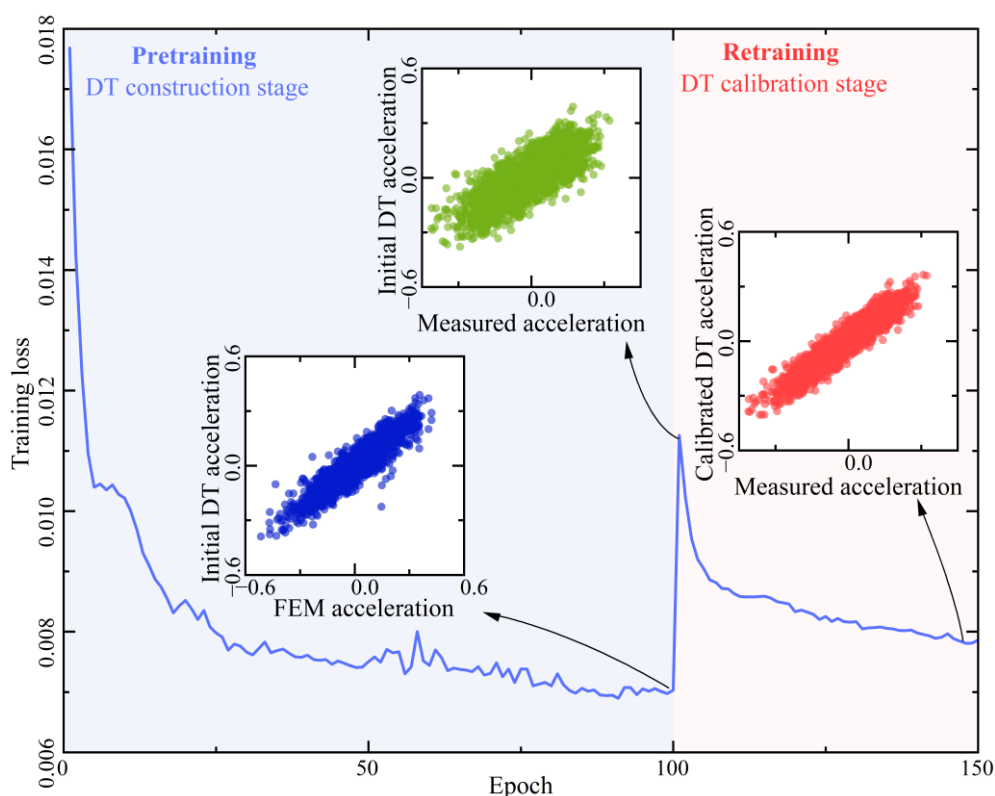 Pretraining
DT construction stage
Retraining
DT calibration stage
Training loss
0.018
0.016
0.014
0.012
0.010
0.008
0.006
0
50
100
150
Epoch
Initial DT acceleration
0.6
0.0
−0.6
0.0
Measured acceleration
Initial DT acceleration
0.6
0.0
−0.6
−0.6
0.0
0.6
FEM acceleration
Calibrated DT acceleration
0.6
0.0
−0.6
0.0
Measured acceleration